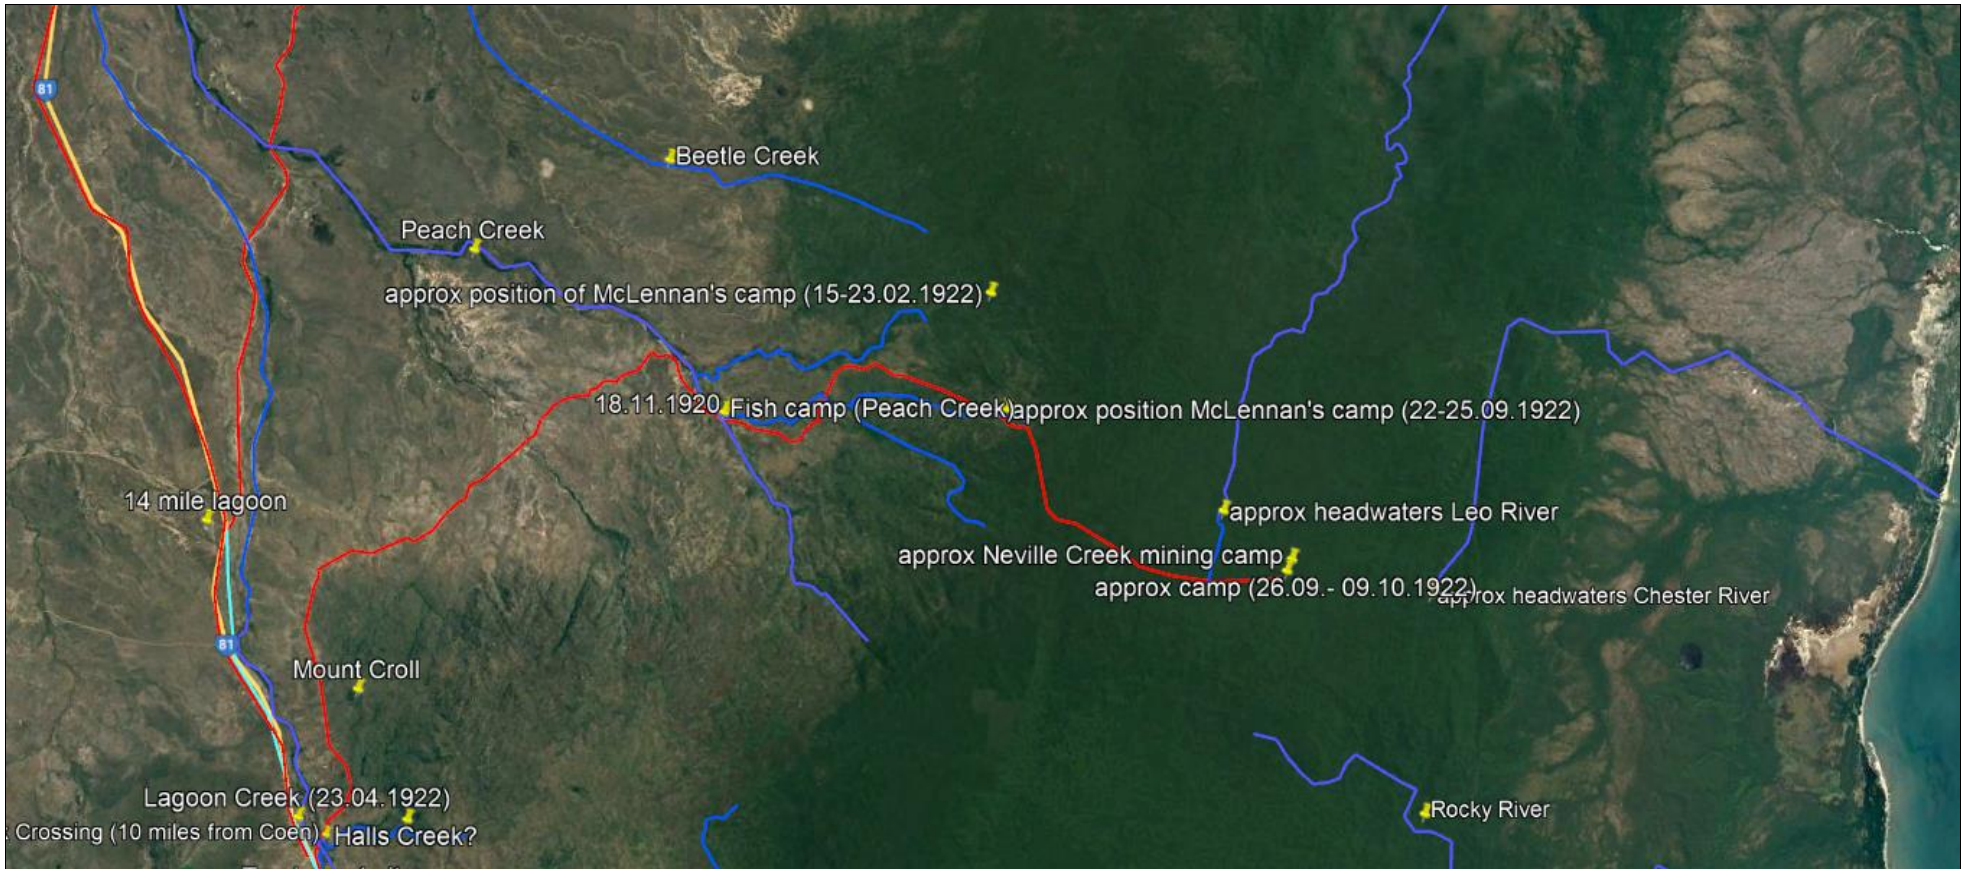 81
Beetle Creek
Peach Creek
approx position of McLennan's camp (15-23.02.1922)
18.11.1920
Fish camp (Peach Creek)
approx position McLennan's camp (22-25.09.1922)
14 mile lagoon
approx headwaters Leo River
approx Neville Creek mining camp
approx camp (26.09.- 09.10.1922)
approx headwaters Chester River
81
Mount Croll
Lagoon Creek (23.04.1922)
Crossing (10 miles from Coen)
Halls Creek?
Rocky River